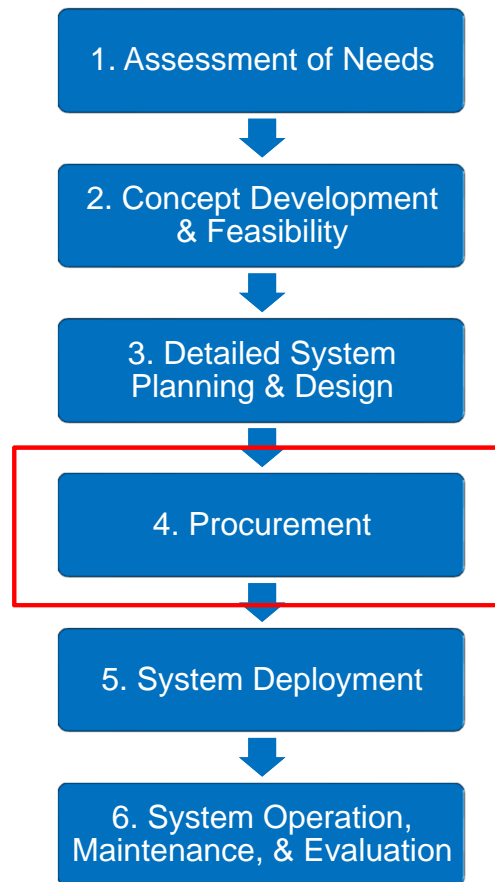 1. Assessment of Needs
2. Concept Development
& Feasibility
3. Detailed System
Planning & Design
4. Procurement
5. System Deployment
6. System Operation,
Maintenance, & Evaluation